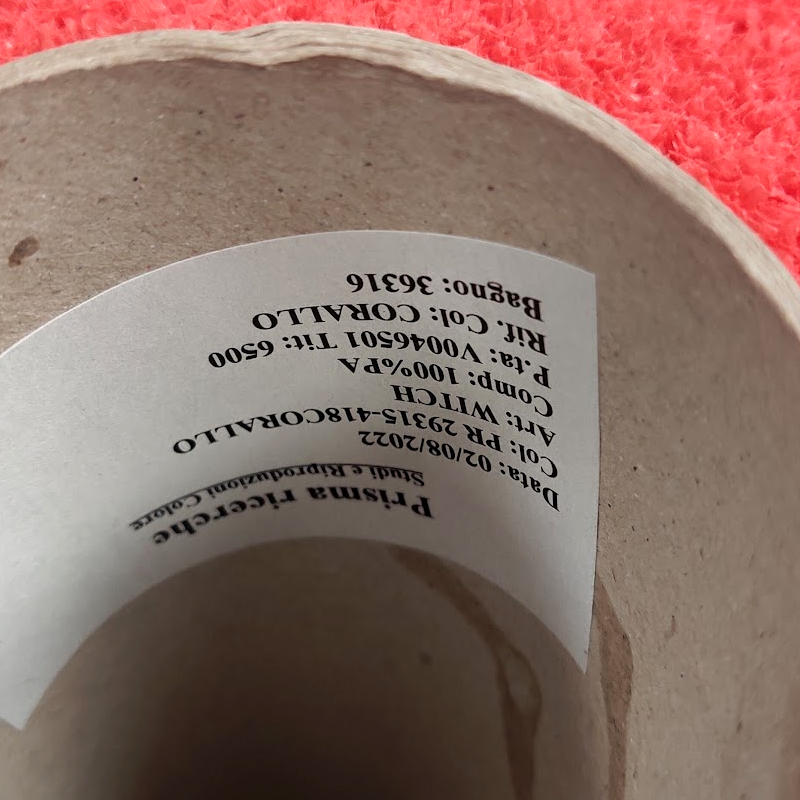 Prisma ricerche
Studi e Riproduzioni Colore
Data: 02/08/2022
Col: PR 29315-418CORALLO
Art: WITCH
Comp: 100%PA
P.ta: V0046501 Tit: 6500
Rif. Col: CORALLO
Bagno: 36316